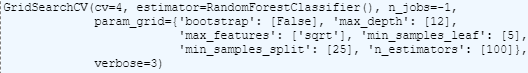 GridSearchCV(cv=4, estimator=RandomForestClassifier(), n_jobs=-1,
param_grid={'bootstrap': [False], 'max_depth': [12],
'max_features': ['sqrt'], 'min_samples_leaf': [5],
'min_samples_split': [25], 'n_estimators': [100]},
verbose=3)